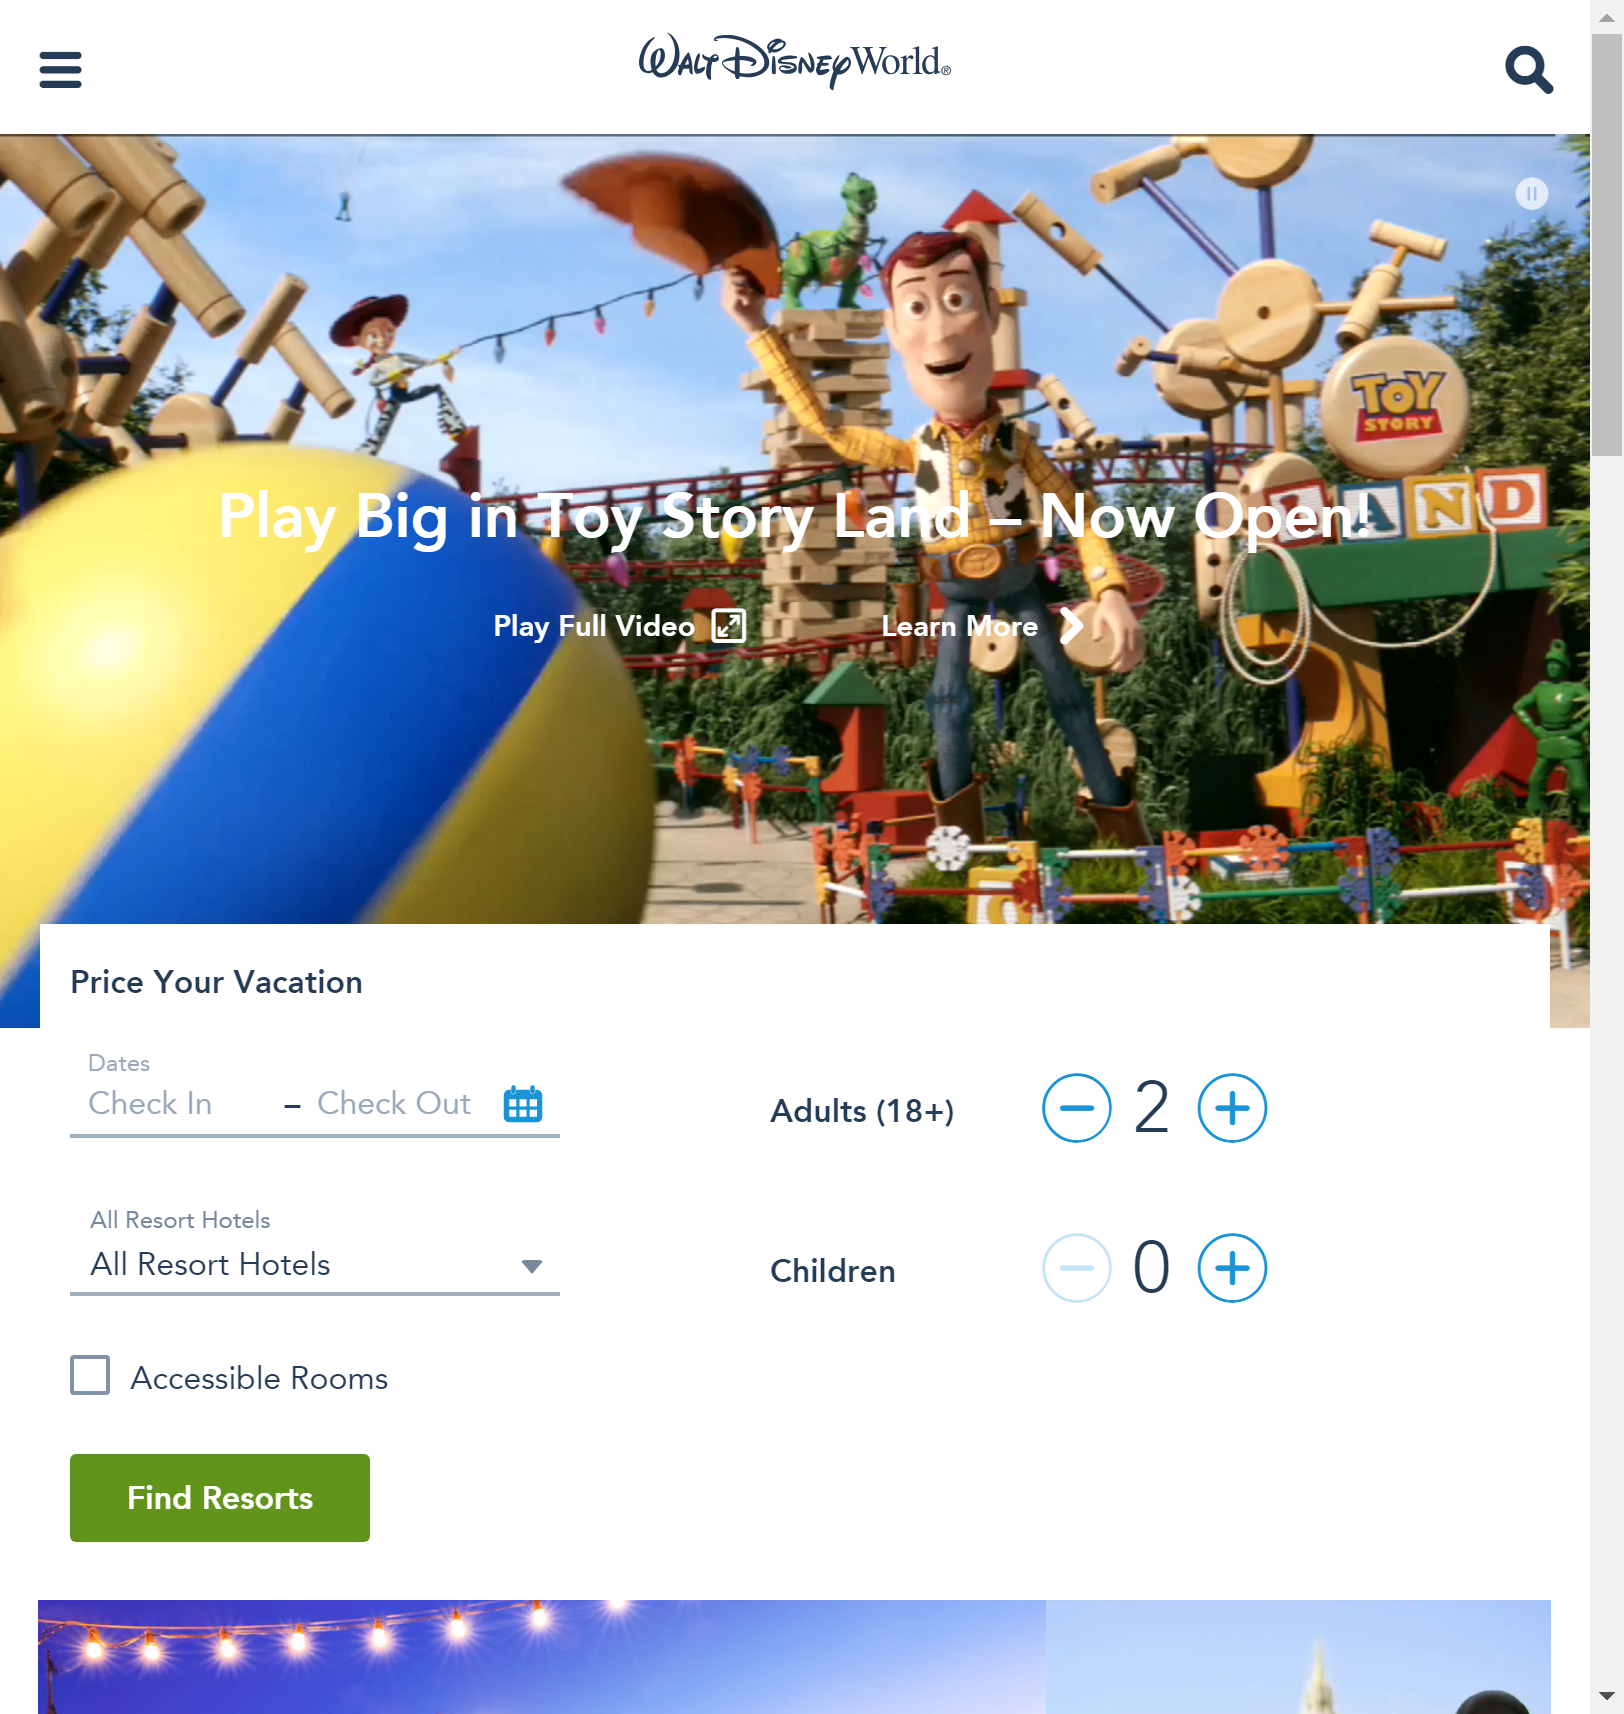 WALT DISNEY World®
TOY
STORY
LAND
Play Big in Toy Story Land – Now Open!
Play Full Video
Learn More
Price Your Vacation
Dates
Check In – Check Out
Adults (18+) 2
All Resort Hotels
All Resort Hotels
Children 0
Accessible Rooms
Find Resorts